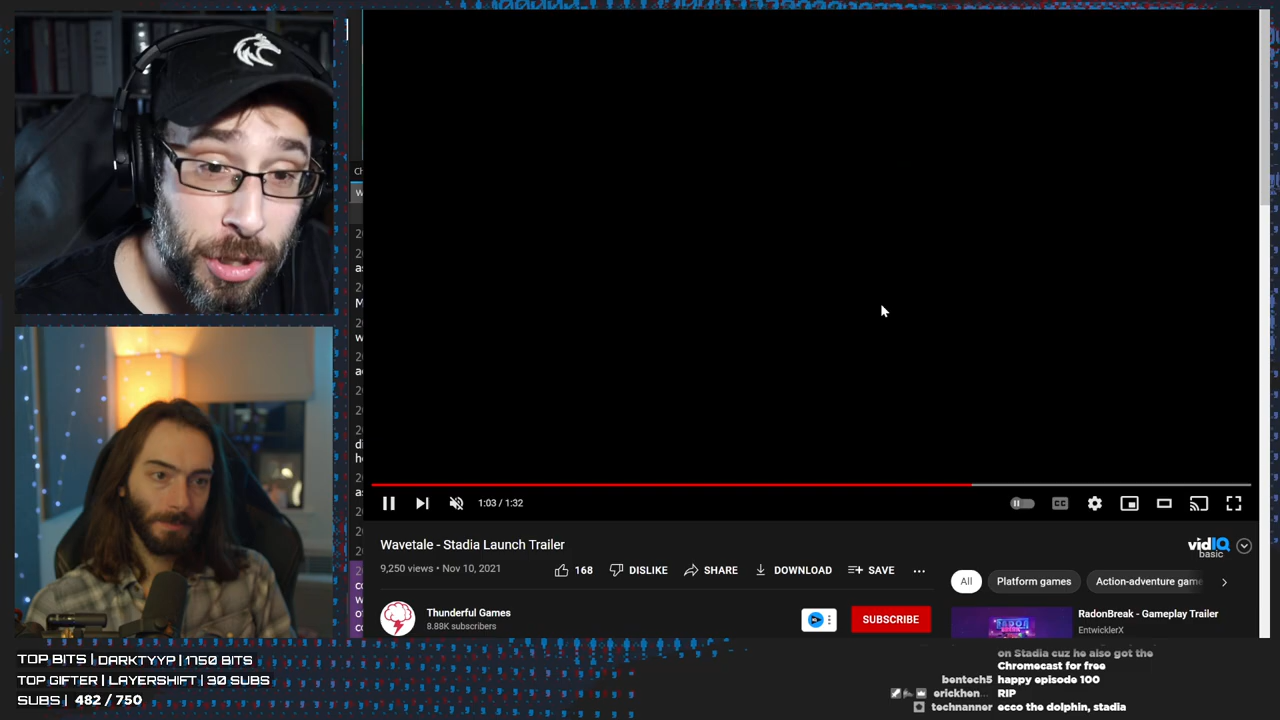 1:03 / 1:32
Wavetale - Stadia Launch Trailer
vidIQ
basic
9,250 views • Nov 10, 2021
168
DISLIKE
SHARE
DOWNLOAD
SAVE
All
Platform games
Action-adventure game
Thunderful Games
8.88K subscribers
SUBSCRIBE
RadonBreak - Gameplay Trailer
EntwicklerX
TOP BITS | DARKTYYP | 1750 BITS
TOP GIFTER | LAYERSHIFT | 30 SUBS
SUBS | 482 / 750
on Stadia cuz he also got the
Chromecast for free
bentech5 happy episode 100
erickhen... RIP
technanner ecco the dolphin, stadia